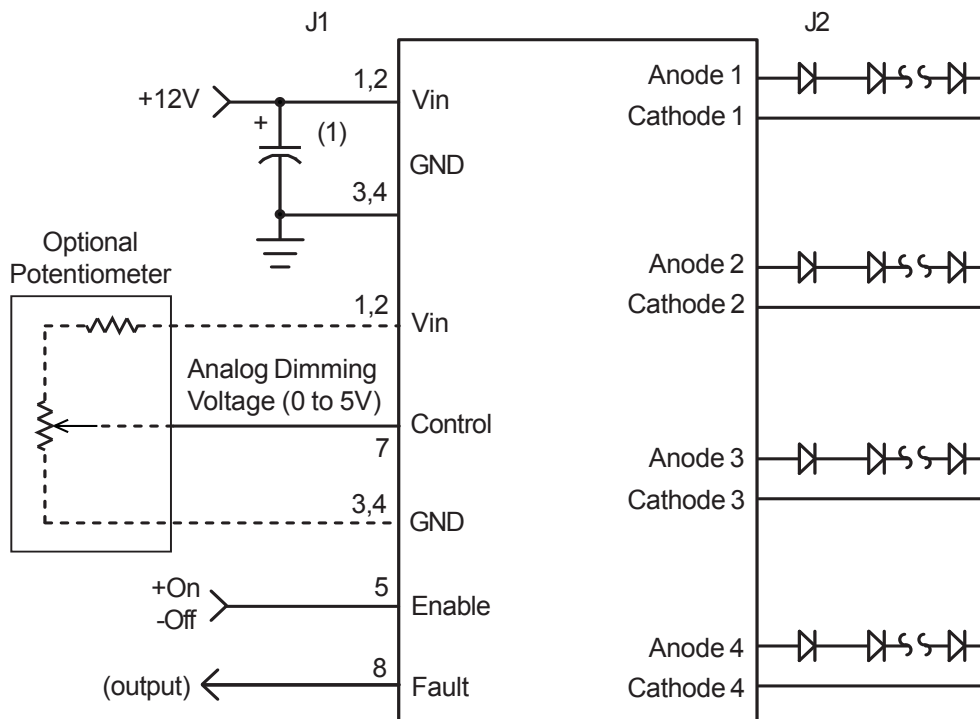 J1
J2
+12V
+
(1)
1,2
Vin
GND
3,4
Optional
Potentiometer
1,2
Vin
Analog Dimming
Voltage (0 to 5V)
Control
7
3,4
GND
+On
-Off
5
Enable
(output)
8
Fault
Anode 1
Cathode 1
Anode 2
Cathode 2
Anode 3
Cathode 3
Anode 4
Cathode 4